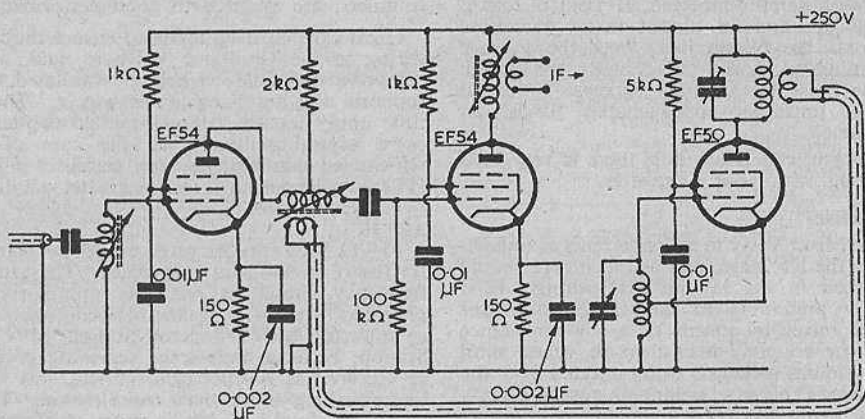 +250V
1kΩ
2kΩ
1kΩ
IF→
5kΩ
EF54
EF54
EF50
0·01μF
150
Ω
100
kΩ
0·01
μF
150
Ω
0·01
μF
0·002
μF
0·002μF